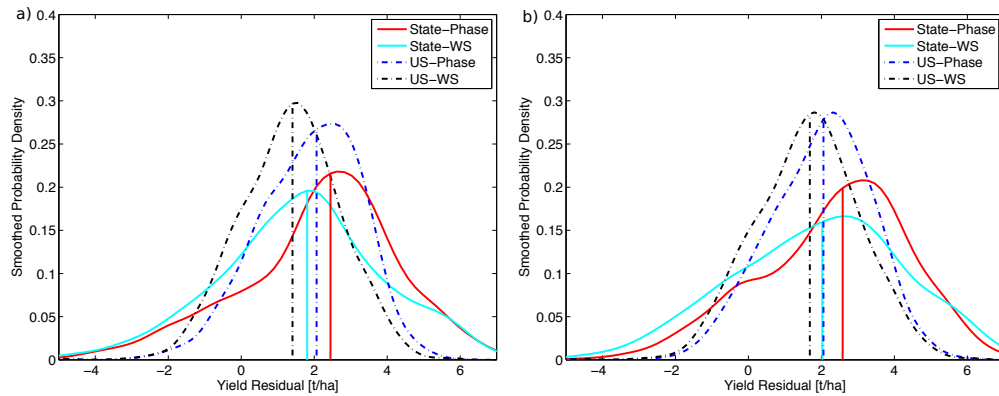 a)
Smoothed Probability Density
0.4
0.35
0.3
0.25
0.2
0.15
0.1
0.05
0
−4
−2
0
2
4
6
Yield Residual [t/ha]
State−Phase
State−WS
US−Phase
US−WS
b)
Smoothed Probability Density
0.4
0.35
0.3
0.25
0.2
0.15
0.1
0.05
0
−4
−2
0
2
4
6
Yield Residual [t/ha]
State−Phase
State−WS
US−Phase
US−WS